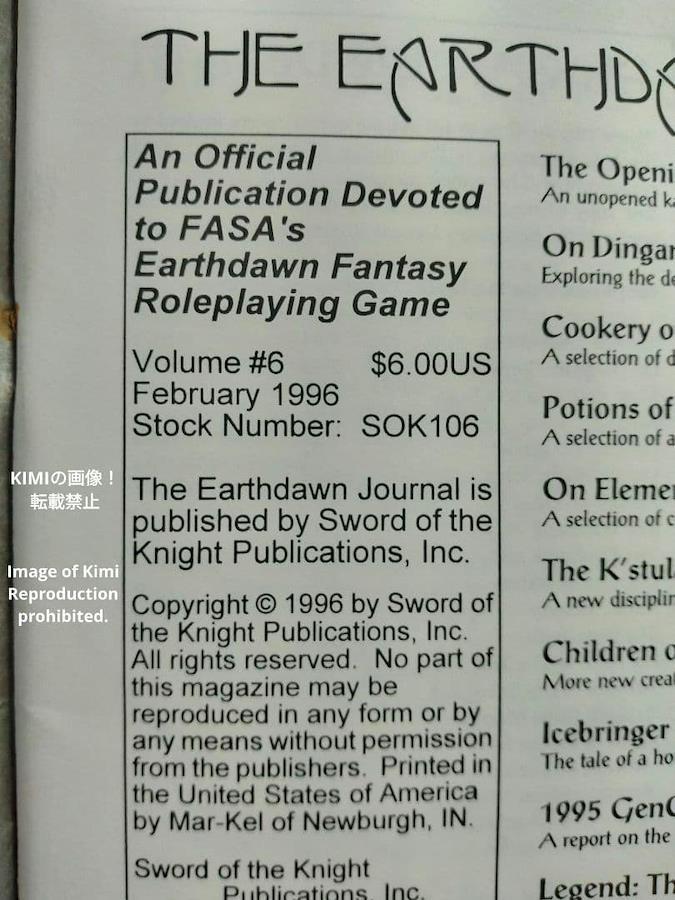 THE EARTHD
An Official
Publication Devoted
to FASA's
Earthdawn Fantasy
Roleplaying Game
Volume #6 $6.00US
February 1996
Stock Number: SOK106
The Earthdawn Journal is
published by Sword of the
Knight Publications, Inc.
Copyright © 1996 by Sword of
the Knight Publications, Inc.
All rights reserved. No part of
this magazine may be
reproduced in any form or by
any means without permission
from the publishers. Printed in
the United States of America
by Mar-Kel of Newburgh, IN.
Sword of the Knight
Publications, Inc.
The Openi
An unopened ka
On Dingan
Exploring the de
Cookery o
A selection of d
Potions of
A selection of a
On Elemen
A selection of c
The K'stul
A new disciplin
Children o
More new crea
Icebringer
The tale of a ho
1995 GenC
A report on the
Legend: Th
KIMIの画像！
転載禁止
Image of Kimi
Reproduction
prohibited.